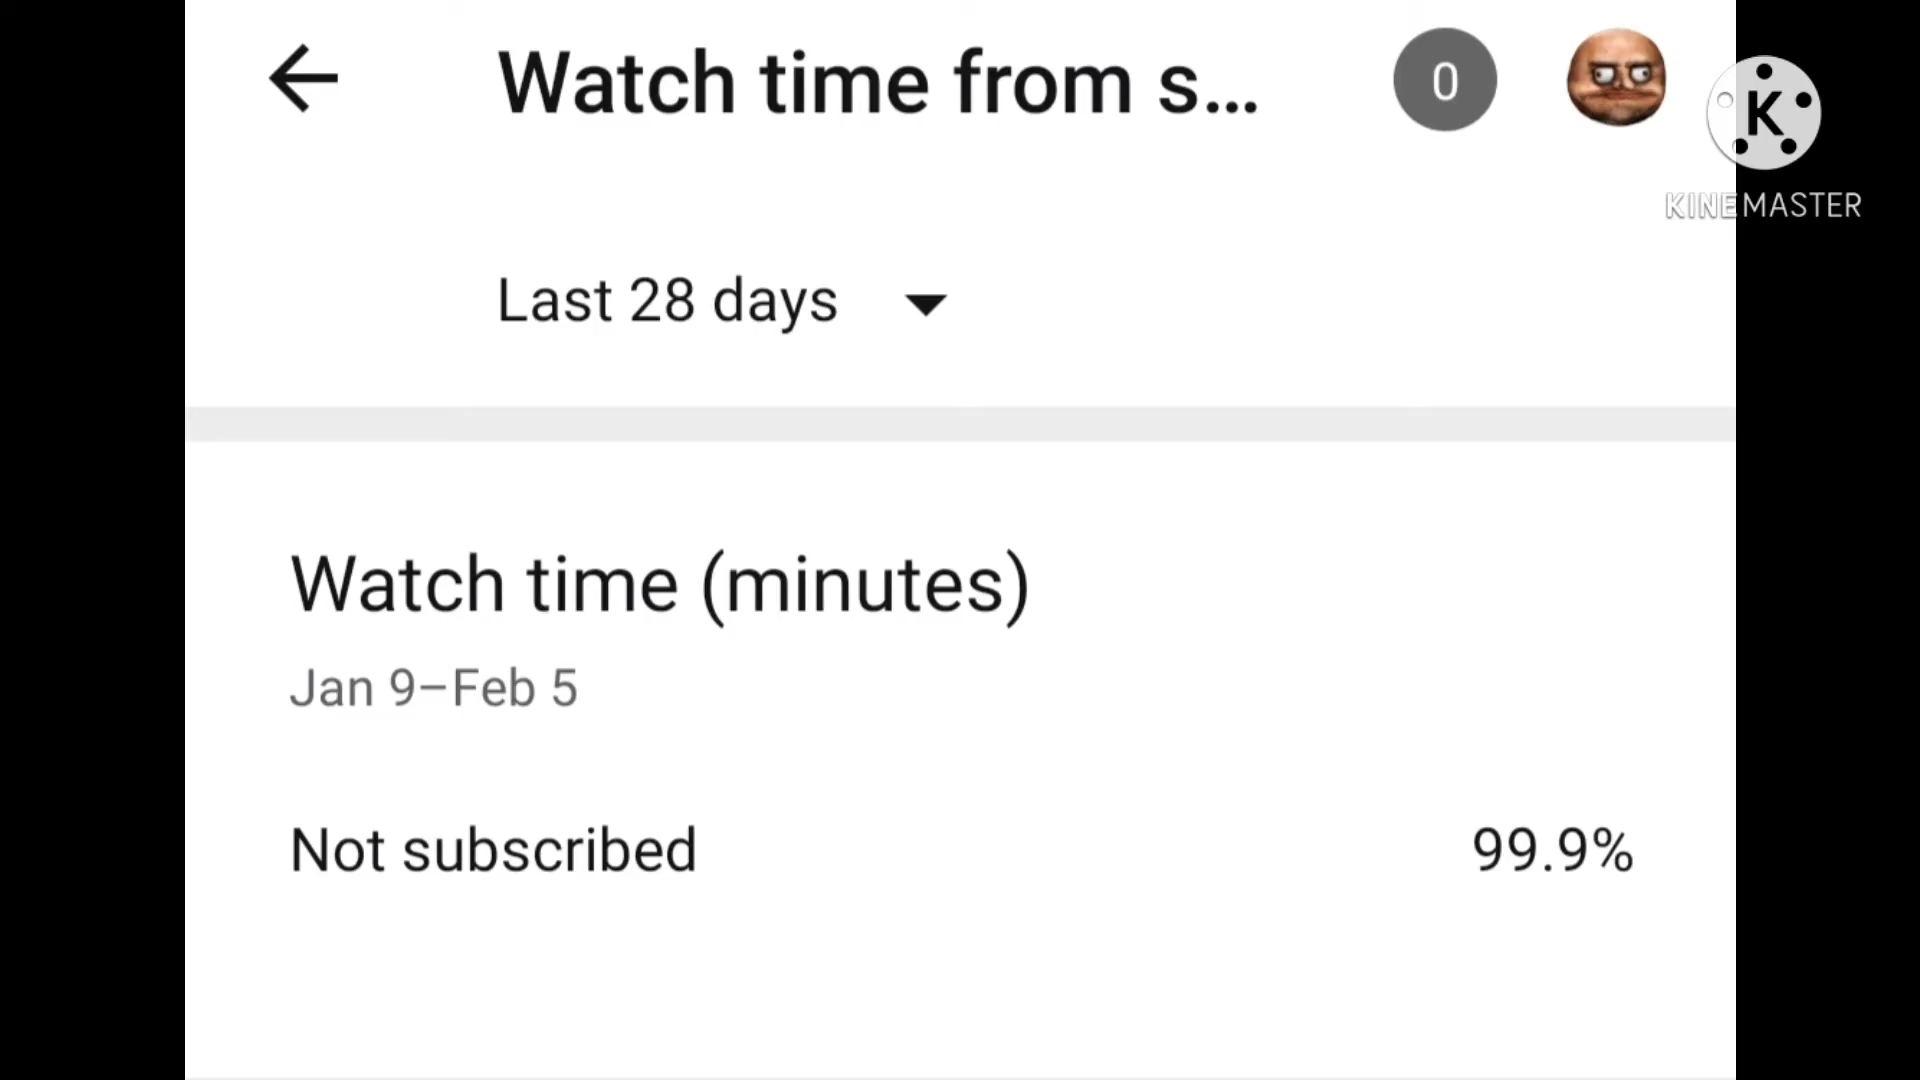 Watch time from s...
0
K
KINEMASTER
Last 28 days
Watch time (minutes)
Jan 9–Feb 5
Not subscribed 99.9%